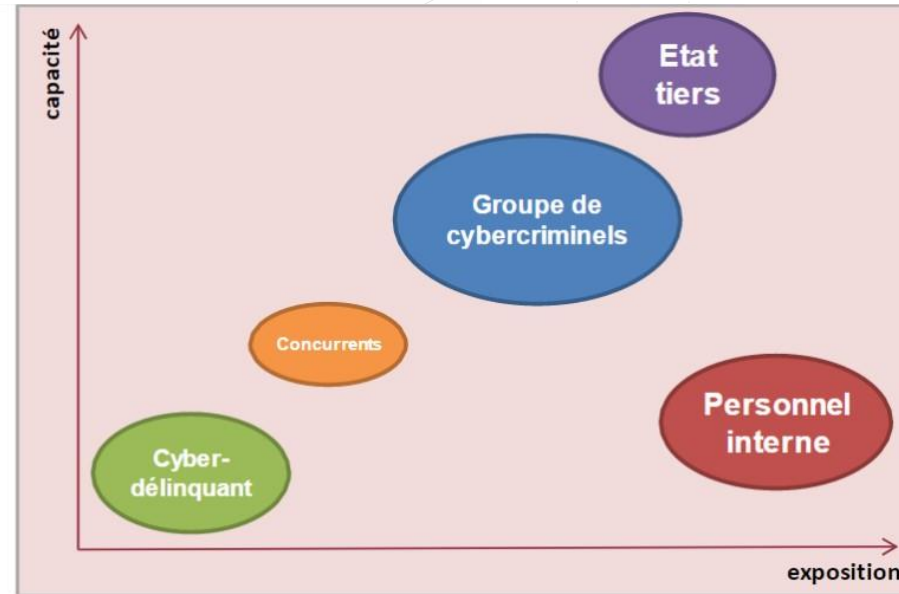 capacité
Etat
tiers
Groupe de
cybercriminels
Concurrents
Personnel
interne
Cyber-
délinquant
exposition